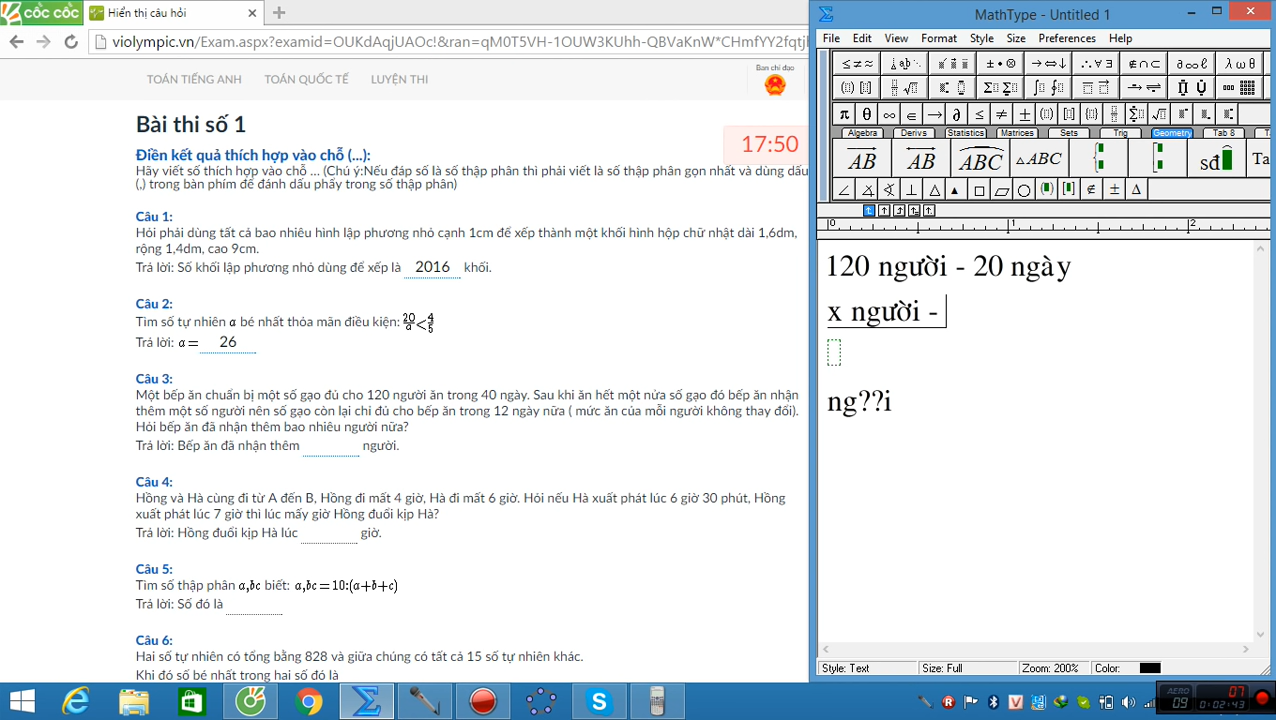 cốc cốc
Hiển thị câu hỏi
violympic.vn/Exam.aspx?examid=OUKdAqjUAOc!&ran=qM0T5VH-1OUW3KUhh-QBVaKnW*CHmfYY2fqtj
TOÁN TIẾNG ANH TOÁN QUỐC TẾ LUYỆN THI
Ban chỉ đạo
Bài thi số 1
17:50
Điền kết quả thích hợp vào chỗ (...):
Hãy viết số thích hợp vào chỗ ... (Chú ý:Nếu đáp số là số thập phân thì phải viết là số thập phân gọn nhất và dùng dấu
(,) trong bàn phím để đánh dấu phẩy trong số thập phân)
Câu 1:
Hỏi phải dùng tất cả bao nhiêu hình lập phương nhỏ cạnh 1cm để xếp thành một khối hình hộp chữ nhật dài 1,6dm,
rộng 1,4dm, cao 9cm.
Trả lời: Số khối lập phương nhỏ dùng để xếp là 2016 khối.
Câu 2:
Tìm số tự nhiên a bé nhất thỏa mãn điều kiện: 20/a < 4/5
Trả lời: a = 26
Câu 3:
Một bếp ăn chuẩn bị một số gạo đủ cho 120 người ăn trong 40 ngày. Sau khi ăn hết một nửa số gạo đó bếp ăn nhận
thêm một số người nên số gạo còn lại chỉ đủ cho bếp ăn trong 12 ngày nữa ( mức ăn của mỗi người không thay đổi).
Hỏi bếp ăn đã nhận thêm bao nhiêu người nữa?
Trả lời: Bếp ăn đã nhận thêm người.
Câu 4:
Hồng và Hà cùng đi từ A đến B, Hồng đi mất 4 giờ, Hà đi mất 6 giờ. Hỏi nếu Hà xuất phát lúc 6 giờ 30 phút, Hồng
xuất phát lúc 7 giờ thì lúc mấy giờ Hồng đuổi kịp Hà?
Trả lời: Hồng đuổi kịp Hà lúc giờ.
Câu 5:
Tìm số thập phân a,bc biết: a,bc=10:(a+b+c)
Trả lời: Số đó là
Câu 6:
Hai số tự nhiên có tổng bằng 828 và giữa chúng có tất cả 15 số tự nhiên khác.
Khi đó số bé nhất trong hai số đó là
MathType - Untitled 1
File Edit View Format Style Size Preferences Help
Algebra Derivs Statistics Matrices Sets Trig Geometry Tab 8
AB AB ABC △ABC sđ Ta
0 1 2
120 người - 20 ngày
x người -
ng??i
Style: Text Size: Full Zoom: 200% Color:
AERO
09
07
0:02:43